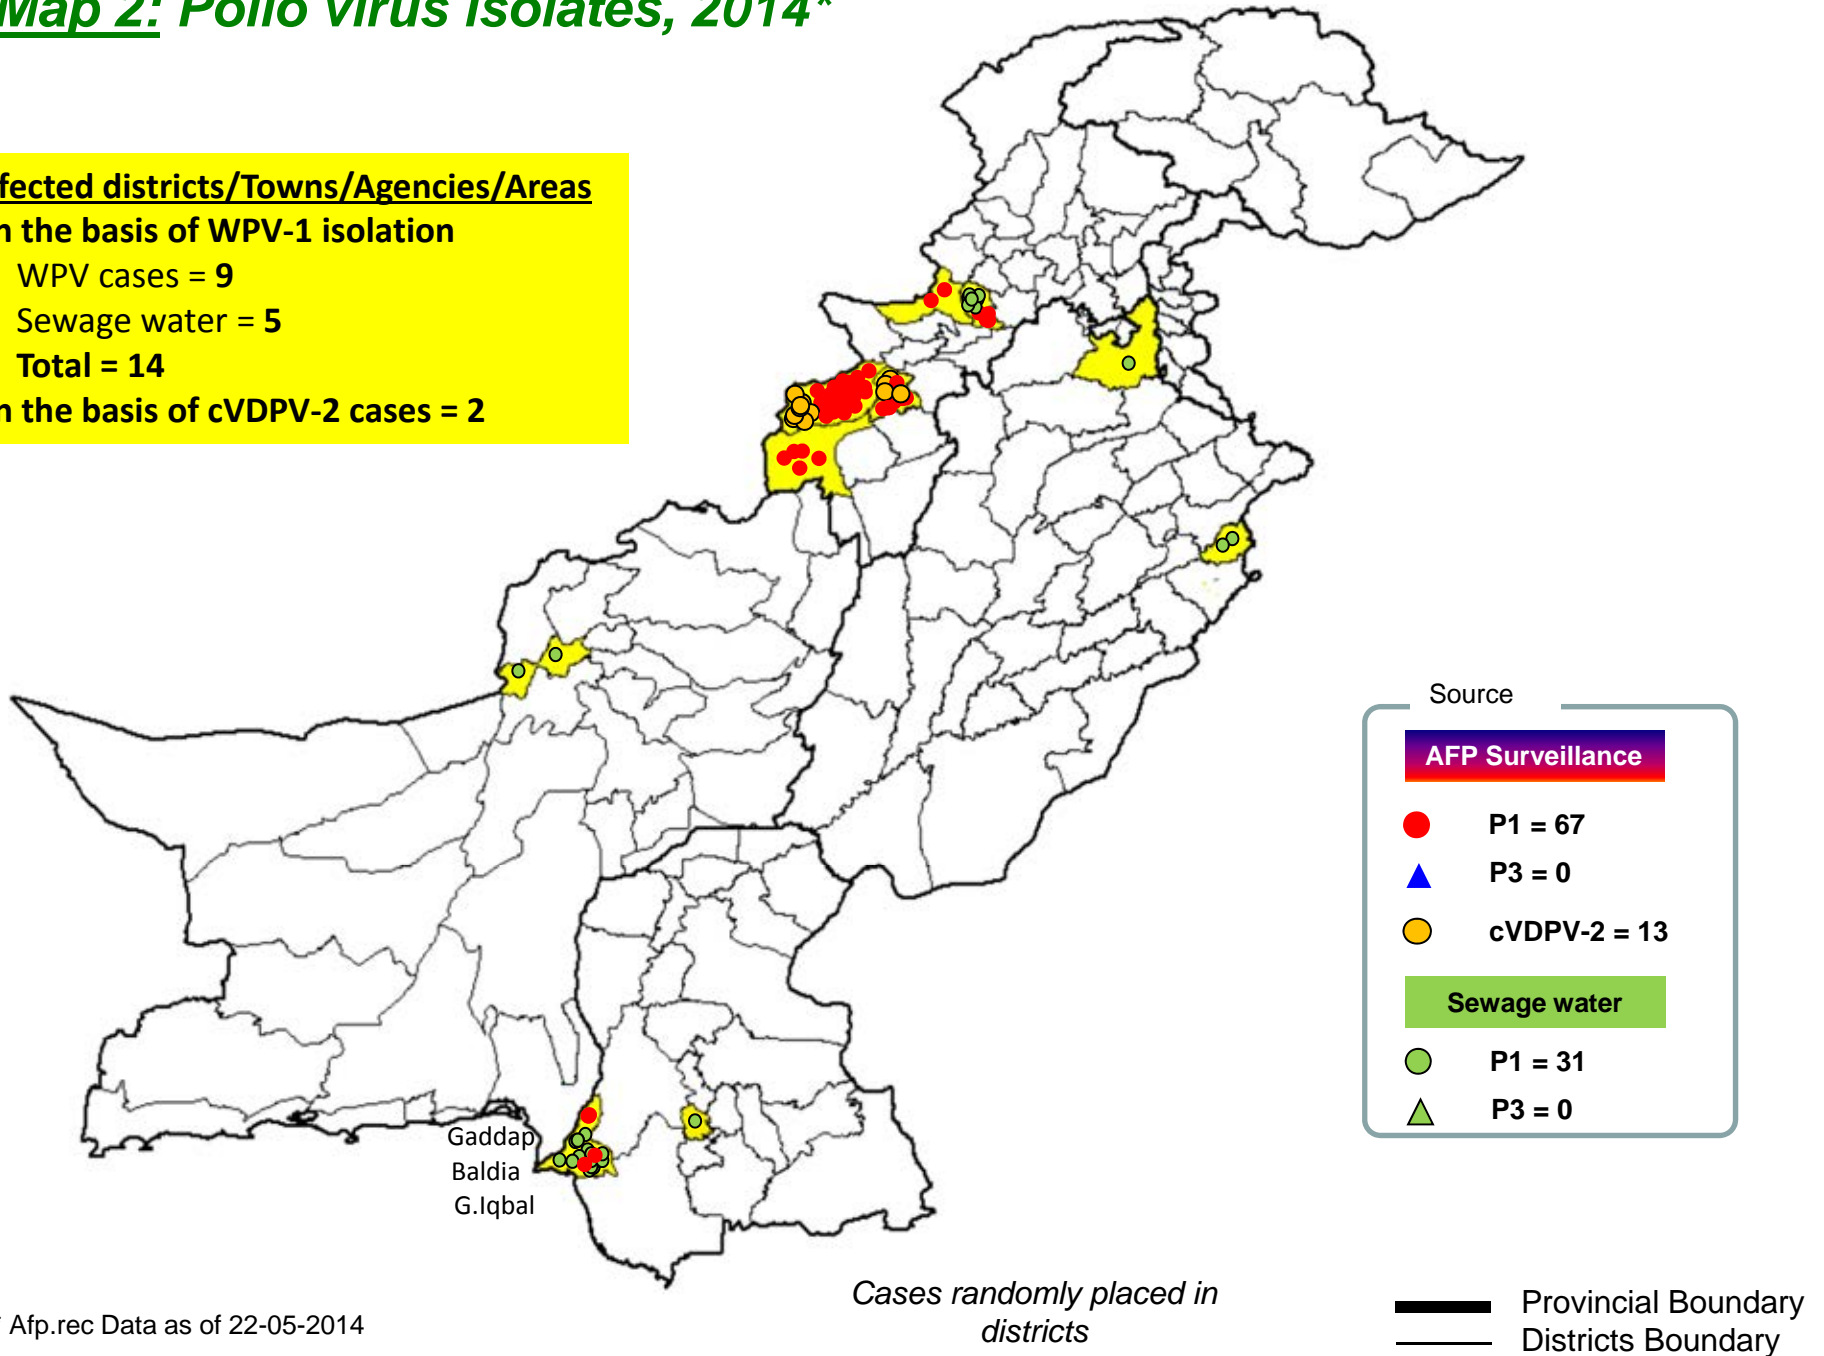 Map 2: Polio virus Isolates, 2014*
fected districts/Towns/Agencies/Areas
n the basis of WPV-1 isolation
WPV cases = 9
Sewage water = 5
Total = 14
n the basis of cVDPV-2 cases = 2
Source
AFP Surveillance
P1 = 67
P3 = 0
cVDPV-2 = 13
Sewage water
P1 = 31
P3 = 0
Gaddap
Baldia
G.Iqbal
Cases randomly placed in
districts
Provincial Boundary
Districts Boundary
* Afp.rec Data as of 22-05-2014